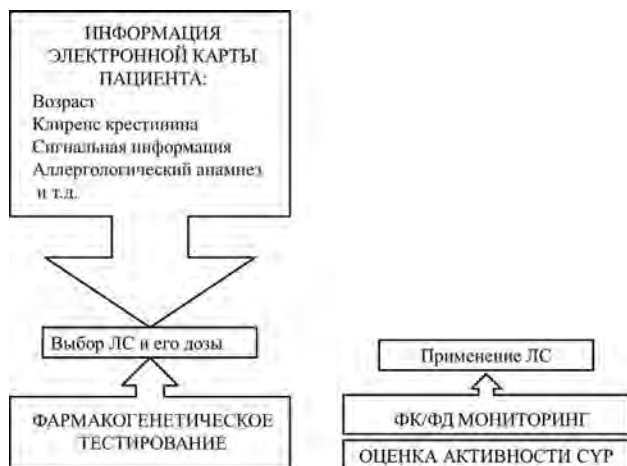 ИНФОРМАЦИЯ
ЭЛЕКТРОННОЙ КАРТЫ
ПАЦИЕНТА:
Возраст
Клиренс крестинина
Сигнальная информация
Аллергологический анамнез
и т.д.
Выбор ЛС и его дозы
ФАРМАКОГЕНЕТИЧЕСКОЕ
ТЕСТИРОВАНИЕ
Применение ЛС
ФК/ФД МОНИТОРИНГ
ОЦЕНКА АКТИВНОСТИ CYP